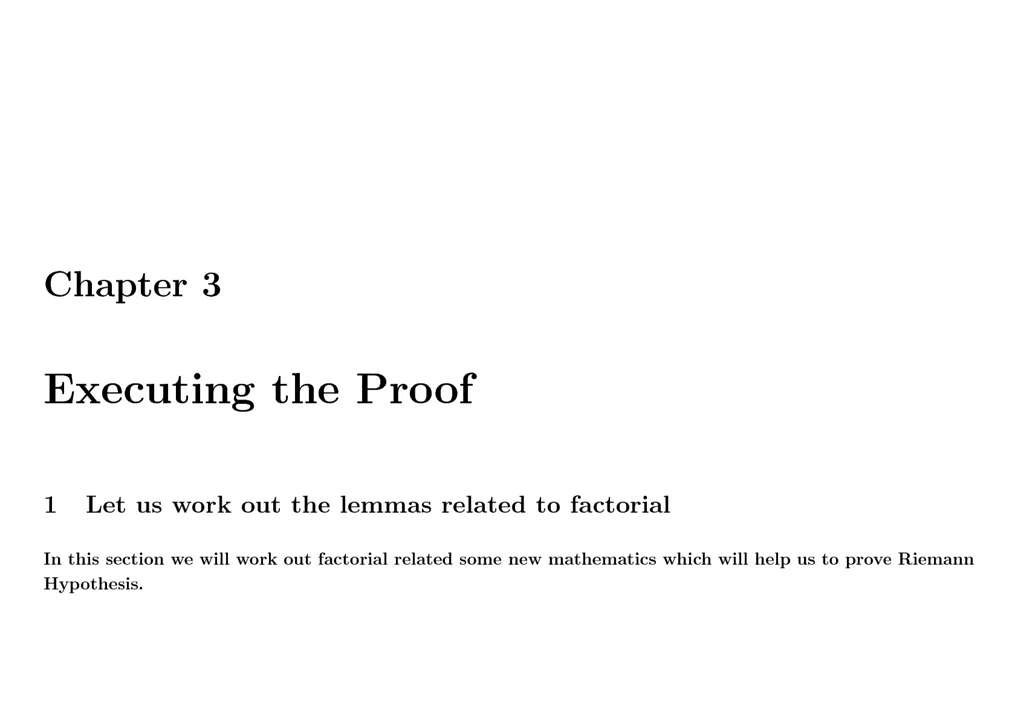 Chapter 3
Executing the Proof
1 Let us work out the lemmas related to factorial
In this section we will work out factorial related some new mathematics which will help us to prove Riemann
Hypothesis.